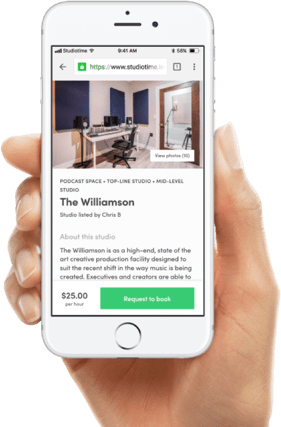 Studiotime 9:41 AM 58%
https://www.studiotime.io
1
View photos (10)
PODCAST SPACE • TOP-LINE STUDIO • MID-LEVEL
STUDIO
The Williamson
Studio listed by Chris B
About this studio
The Williamson is as a high-end, state of the
art creative production facility designed to
suit the recent shift in the way music is being
created. Executives and creators are able to
$25.00
per hour
Request to book